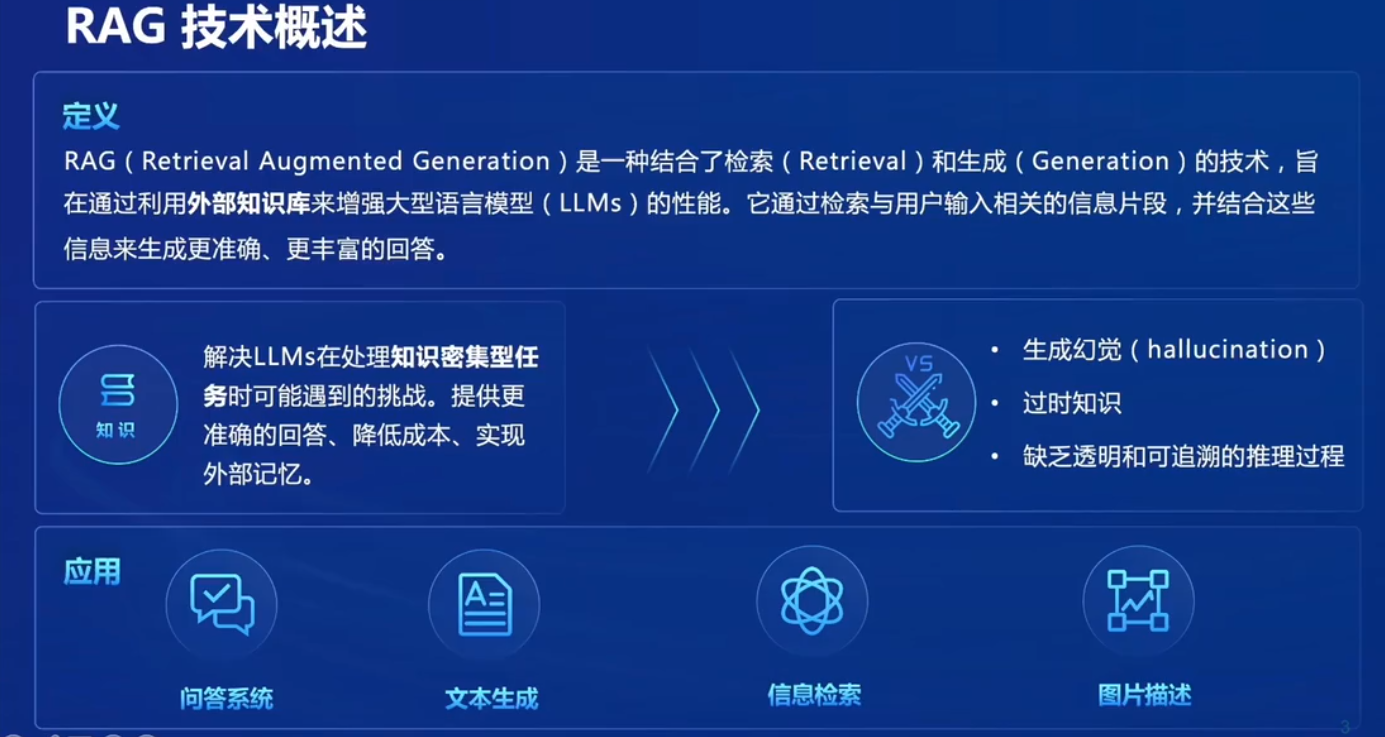 RAG 技术概述
定义
RAG（Retrieval Augmented Generation）是一种结合了检索（Retrieval）和生成（Generation）的技术，旨
在通过利用外部知识库来增强大型语言模型（LLMs）的性能。它通过检索与用户输入相关的信息片段，并结合这些
信息来生成更准确、更丰富的回答。
知识
解决LLMs在处理知识密集型任
务时可能遇到的挑战。提供更
准确的回答、降低成本、实现
外部记忆。
VS
• 生成幻觉（hallucination）
• 过时知识
• 缺乏透明和可追溯的推理过程
应用
A
问答系统
文本生成
信息检索
图片描述
3